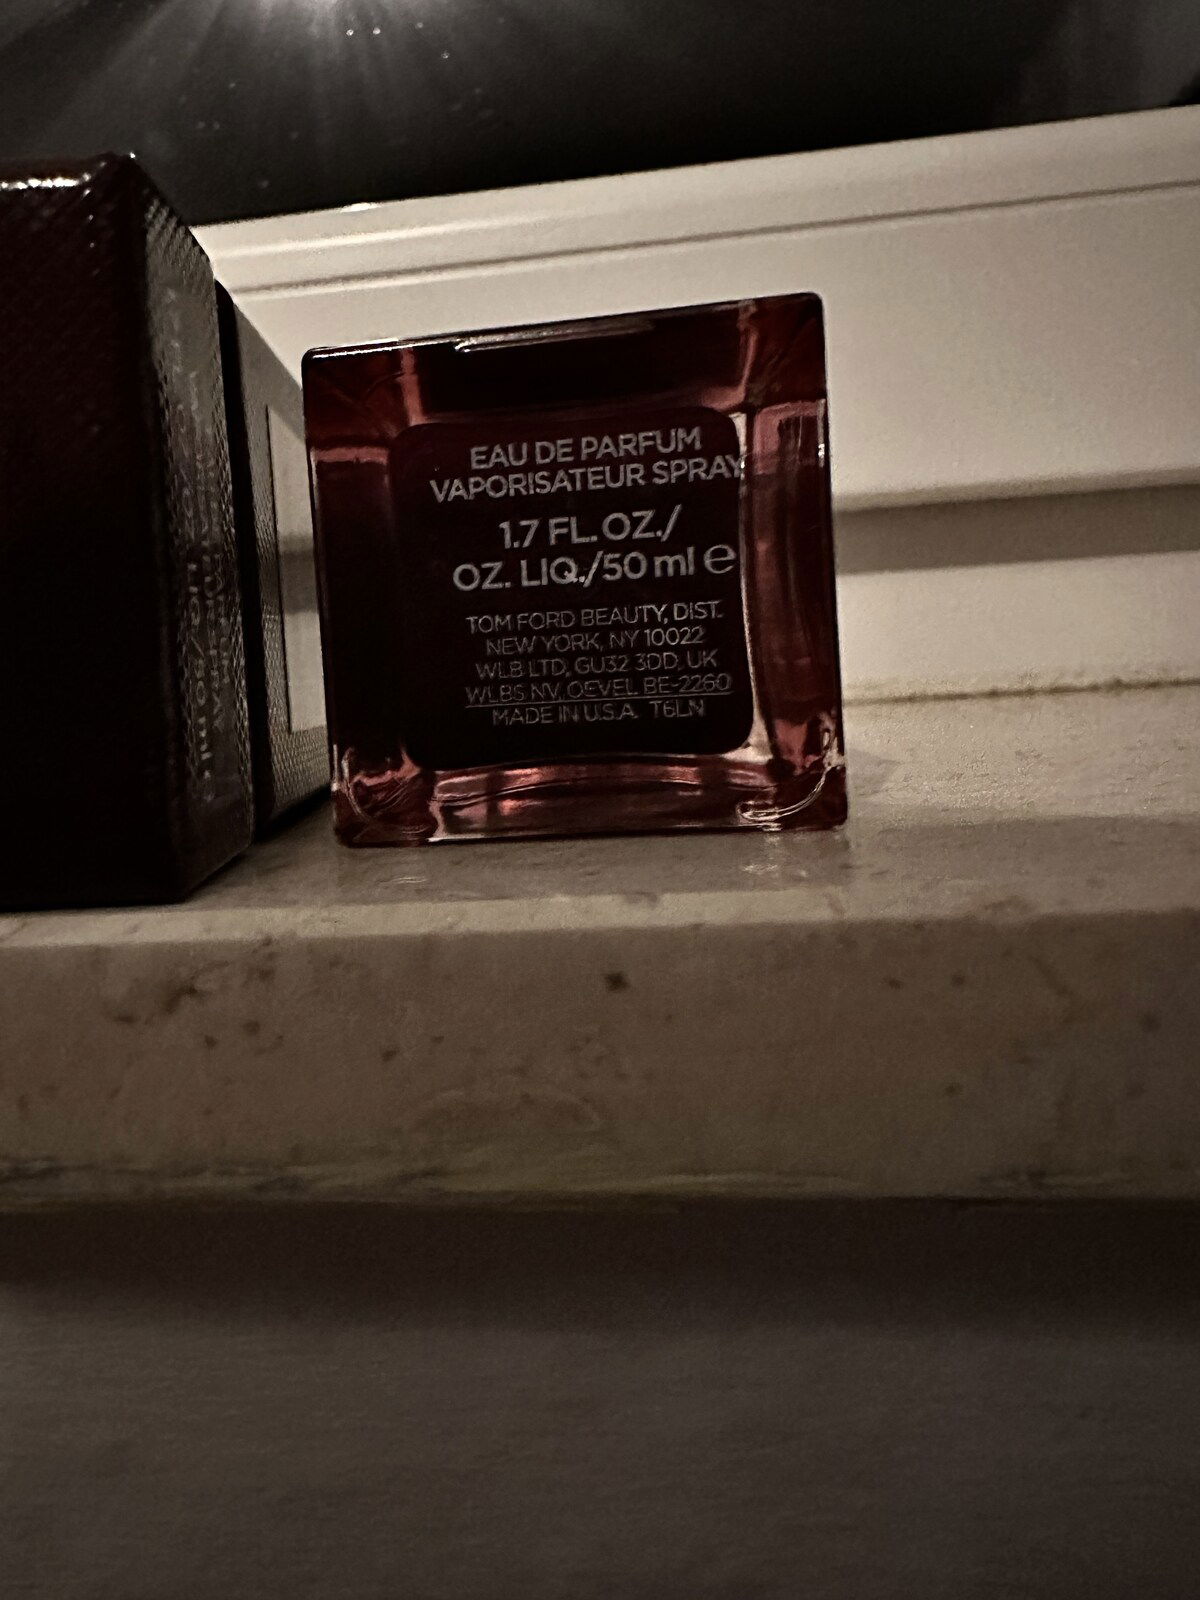 EAU DE PARFUM
VAPORISATEUR SPRAY
1.7 FL. OZ./
OZ. LIQ./50 ml ℮
TOM FORD BEAUTY, DIST.
NEW YORK, NY 10022
WLB LTD, GU32 3DD, UK
WLBS NV, OEVEL BE-2260
MADE IN U.S.A. T6LN